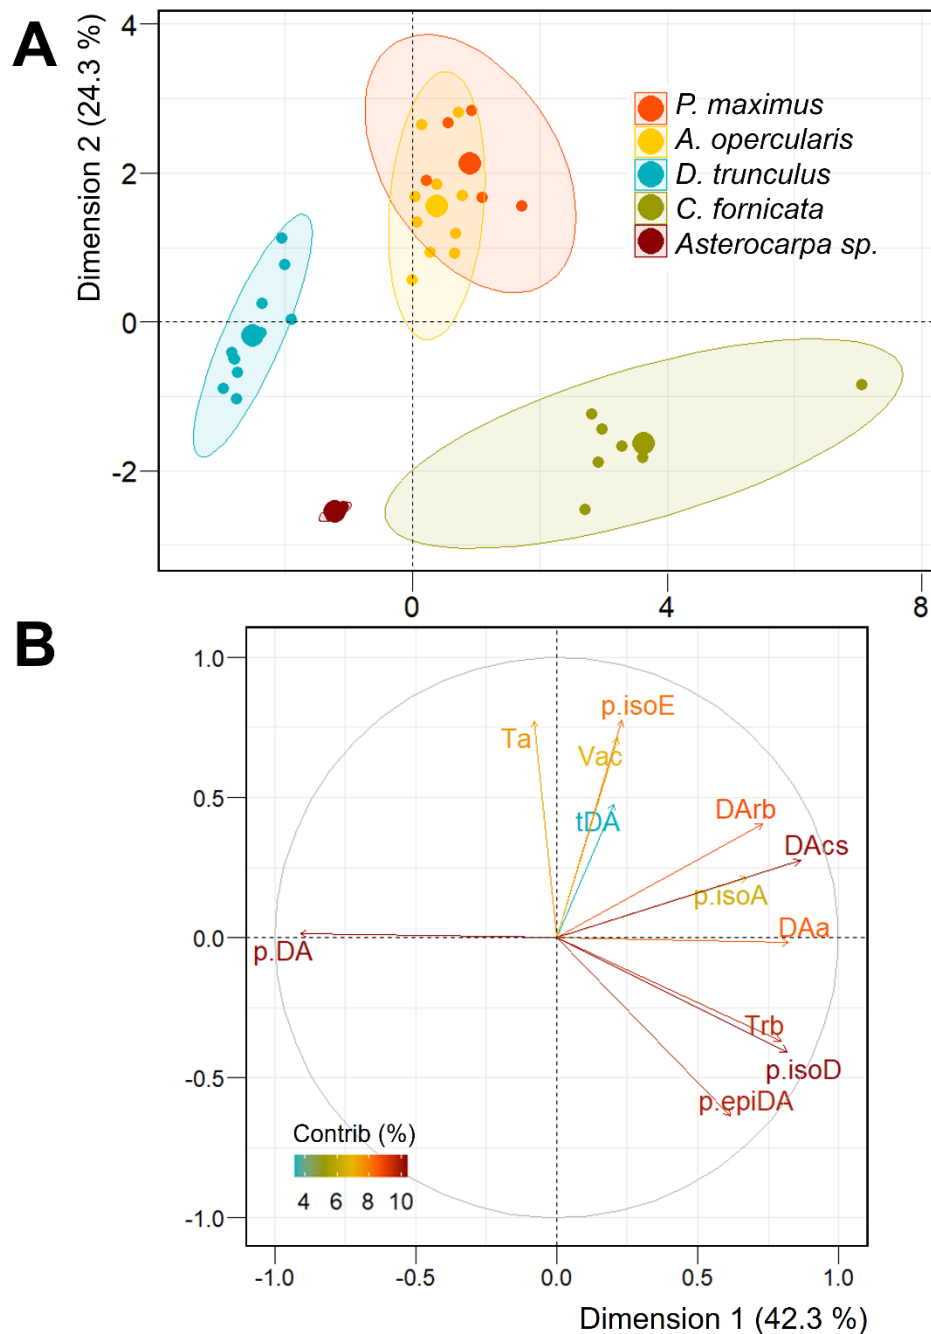 A
Dimension 2 (24.3 %)
4
2
0
-2
P. maximus
A. opercularis
D. trunculus
C. fornicata
Asterocarpa sp.
0 4 8
B
1.0
0.5
0.0
-0.5
-1.0
p.isoE
Ta
Vac
tDA
DArb
DAcs
p.isoA
DAa
p.DA
Trb
p.isoD
p.epiDA
Contrib (%)
4 6 8 10
-1.0 -0.5 0.0 0.5 1.0
Dimension 1 (42.3 %)